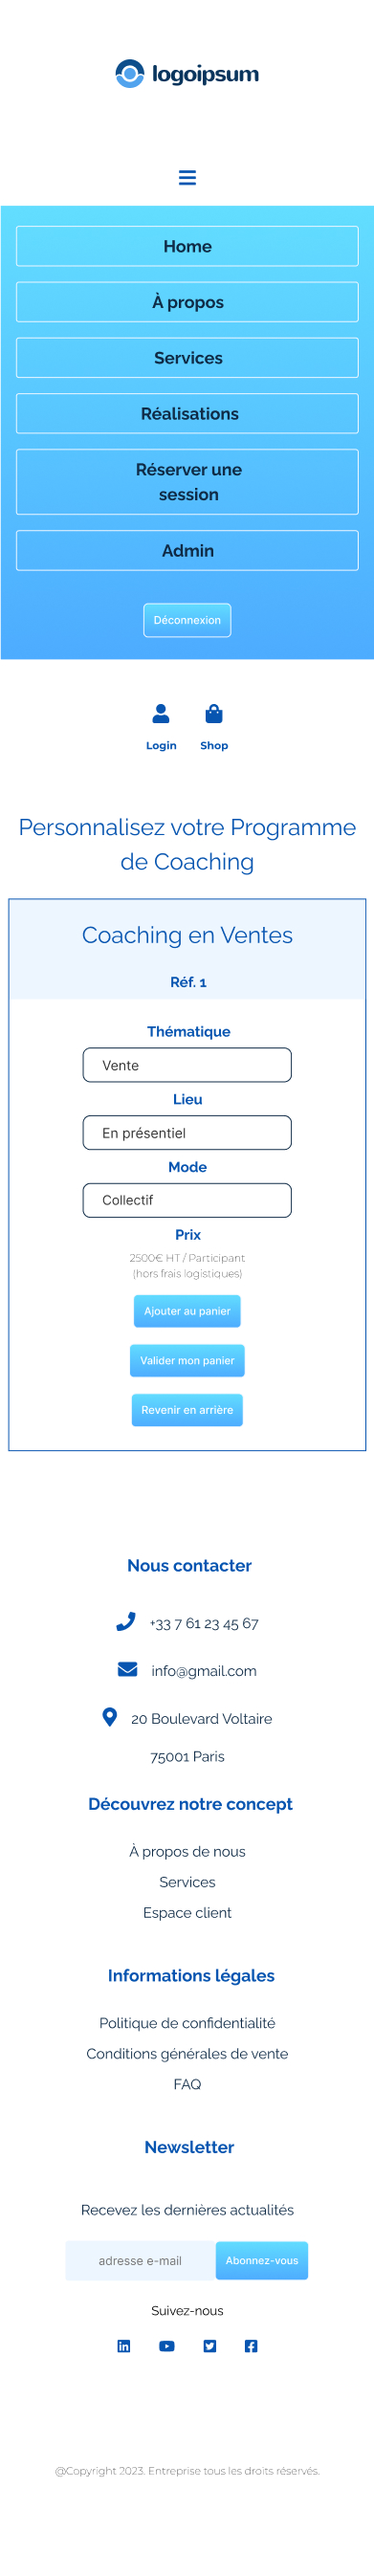 logoipsum
Home
À propos
Services
Réalisations
Réserver une
session
Admin
Déconnexion
Login Shop
Personnalisez votre Programme
de Coaching
Coaching en Ventes
Réf. 1
Thématique
Vente
Lieu
En présentiel
Mode
Collectif
Prix
2500€ HT / Participant
(hors frais logistiques)
Ajouter au panier
Valider mon panier
Revenir en arrière
Nous contacter
+33 7 61 23 45 67
info@gmail.com
20 Boulevard Voltaire
75001 Paris
Découvrez notre concept
À propos de nous
Services
Espace client
Informations légales
Politique de confidentialité
Conditions générales de vente
FAQ
Newsletter
Recevez les dernières actualités
adresse e-mail Abonnez-vous
Suivez-nous
@Copyright 2023. Entreprise tous les droits réservés.